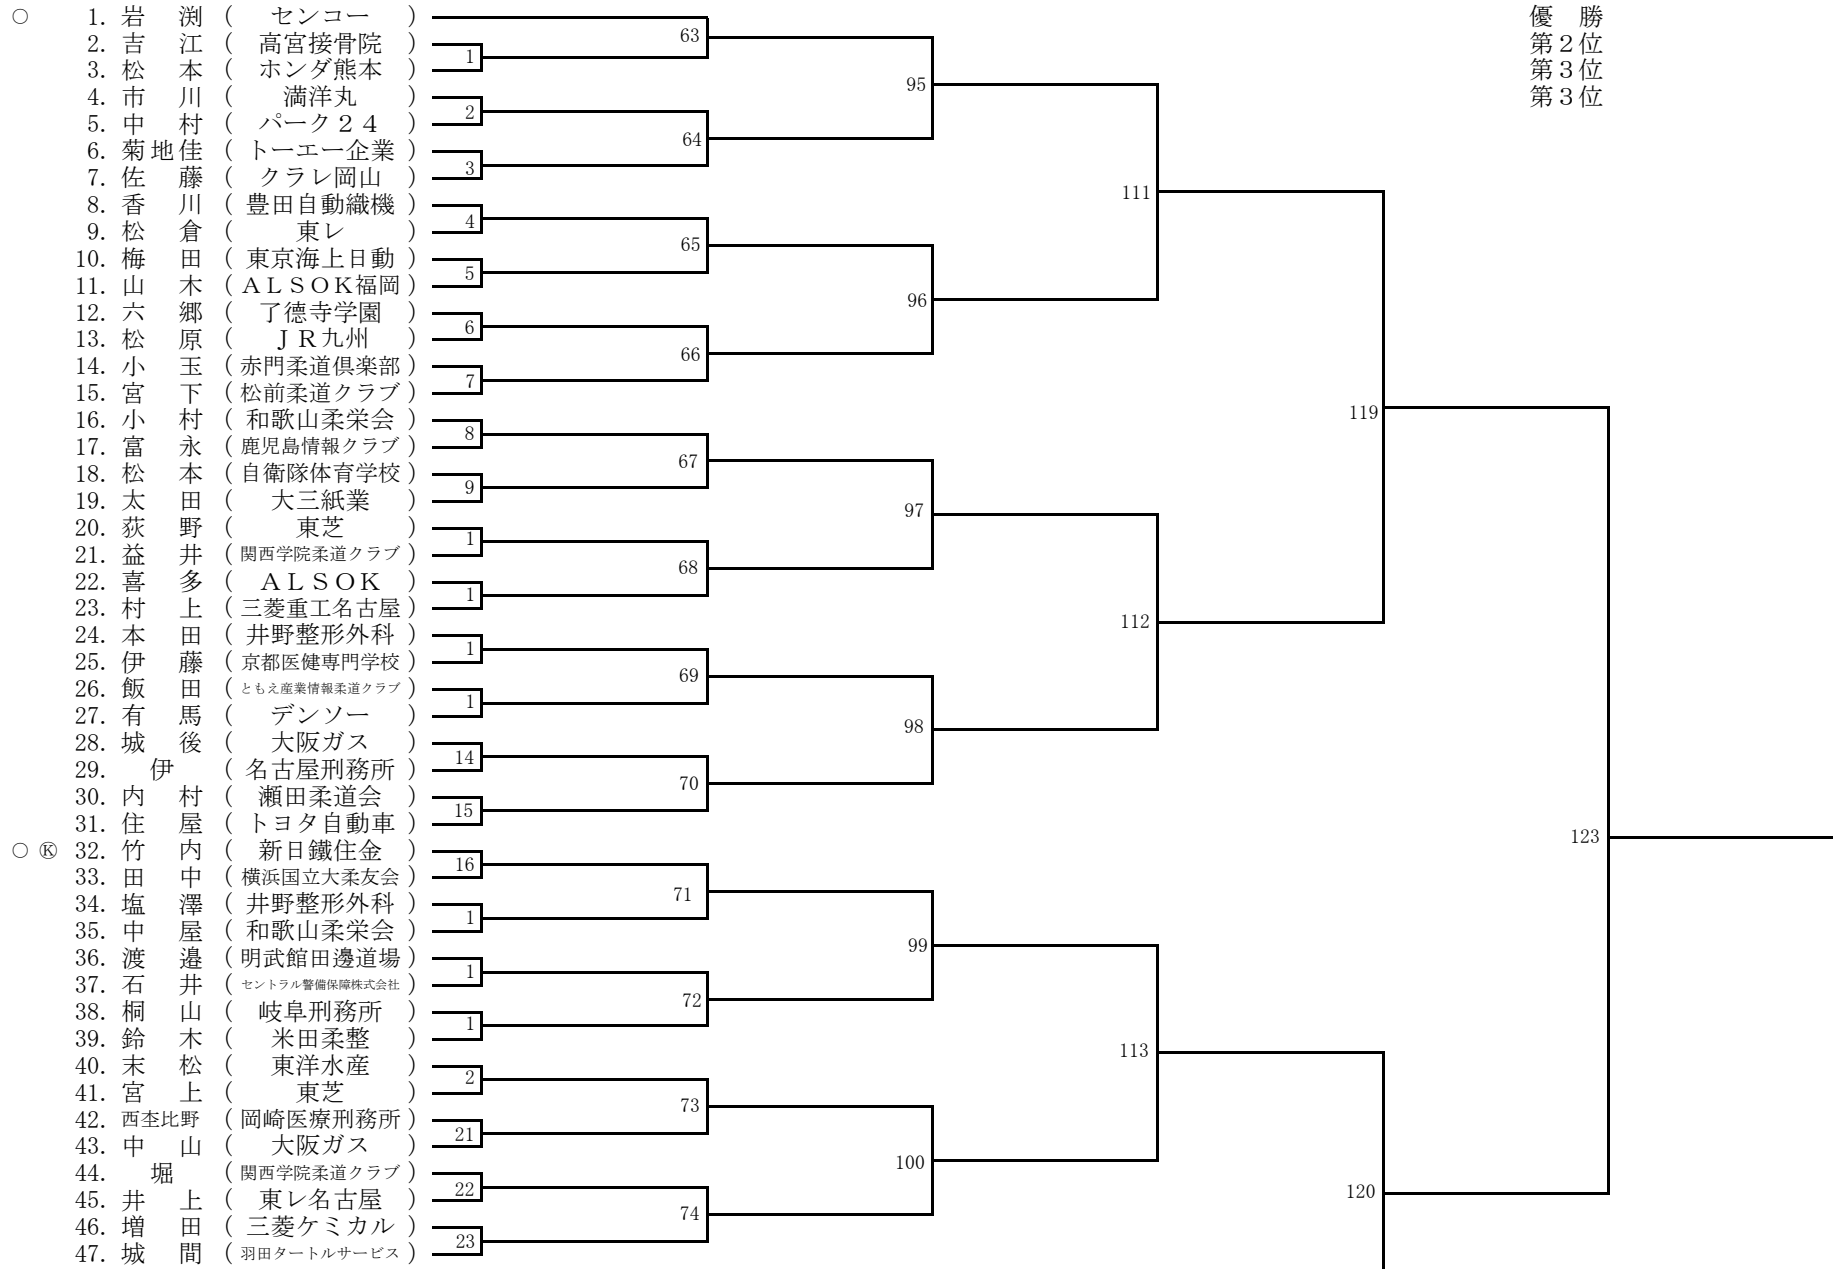 ○ 1. 岩 渕 ( センコー )
2. 吉 江 ( 高宮接骨院 )
3. 松 本 ( ホンダ熊本 )
4. 市 川 ( 満洋丸 )
5. 中 村 ( パーク２４ )
6. 菊地佳 ( トーエー企業 )
7. 佐 藤 ( クラレ岡山 )
8. 香 川 ( 豊田自動織機 )
9. 松 倉 ( 東レ )
10. 梅 田 ( 東京海上日動 )
11. 山 木 ( ＡＬＳＯＫ福岡 )
12. 六 郷 ( 了德寺学園 )
13. 松 原 ( ＪＲ九州 )
14. 小 玉 ( 赤門柔道倶楽部 )
15. 宮 下 ( 松前柔道クラブ )
16. 小 村 ( 和歌山柔栄会 )
17. 富 永 ( 鹿児島情報クラブ )
18. 松 本 ( 自衛隊体育学校 )
19. 太 田 ( 大三紙業 )
20. 荻 野 ( 東芝 )
21. 益 井 ( 関西学院柔道クラブ )
22. 喜 多 ( ＡＬＳＯＫ )
23. 村 上 ( 三菱重工名古屋 )
24. 本 田 ( 井野整形外科 )
25. 伊 藤 ( 京都医健専門学校 )
26. 飯 田 ( ともえ産業情報柔道クラブ )
27. 有 馬 ( デンソー )
28. 城 後 ( 大阪ガス )
29. 伊 ( 名古屋刑務所 )
30. 内 村 ( 瀬田柔道会 )
31. 住 屋 ( トヨタ自動車 )
○ Ⓚ 32. 竹 内 ( 新日鐵住金 )
33. 田 中 ( 横浜国立大柔友会 )
34. 塩 澤 ( 井野整形外科 )
35. 中 屋 ( 和歌山柔栄会 )
36. 渡 邉 ( 明武館田邊道場 )
37. 石 井 ( セントラル警備保障株式会社 )
38. 桐 山 ( 岐阜刑務所 )
39. 鈴 木 ( 米田柔整 )
40. 末 松 ( 東洋水産 )
41. 宮 上 ( 東芝 )
42. 西杢比野 ( 岡崎医療刑務所 )
43. 中 山 ( 大阪ガス )
44. 堀 ( 関西学院柔道クラブ )
45. 井 上 ( 東レ名古屋 )
46. 増 田 ( 三菱ケミカル )
47. 城 間 ( 羽田タートルサービス )
1
2
3
4
5
6
7
8
9
1
1
1
1
14
15
16
1
1
1
2
21
22
23
63
64
65
66
67
68
69
70
71
72
73
74
95
96
97
98
99
100
111
112
113
119
120
123
優 勝
第２位
第３位
第３位